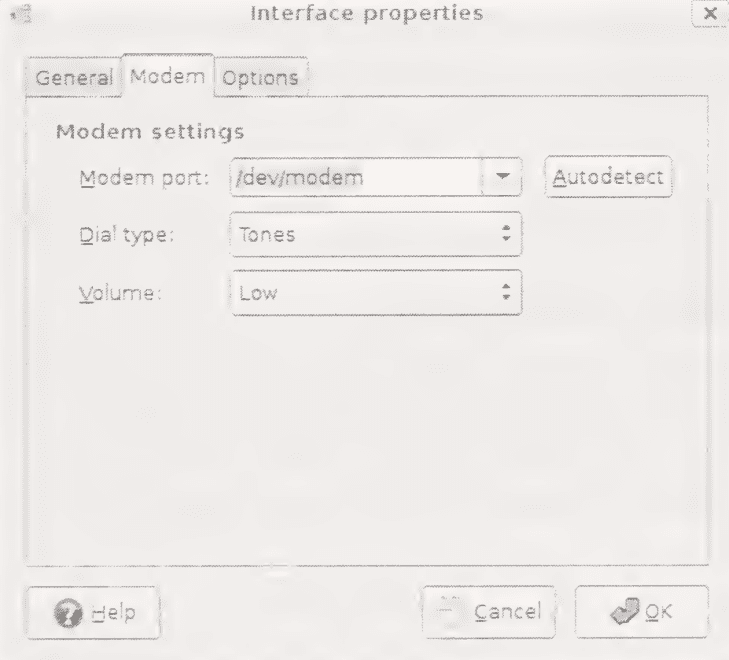 Interface properties
General Modem Options
Modem settings
Modem port: /dev/modem Autodetect
Dial type: Tones
Volume: Low
Help Cancel OK